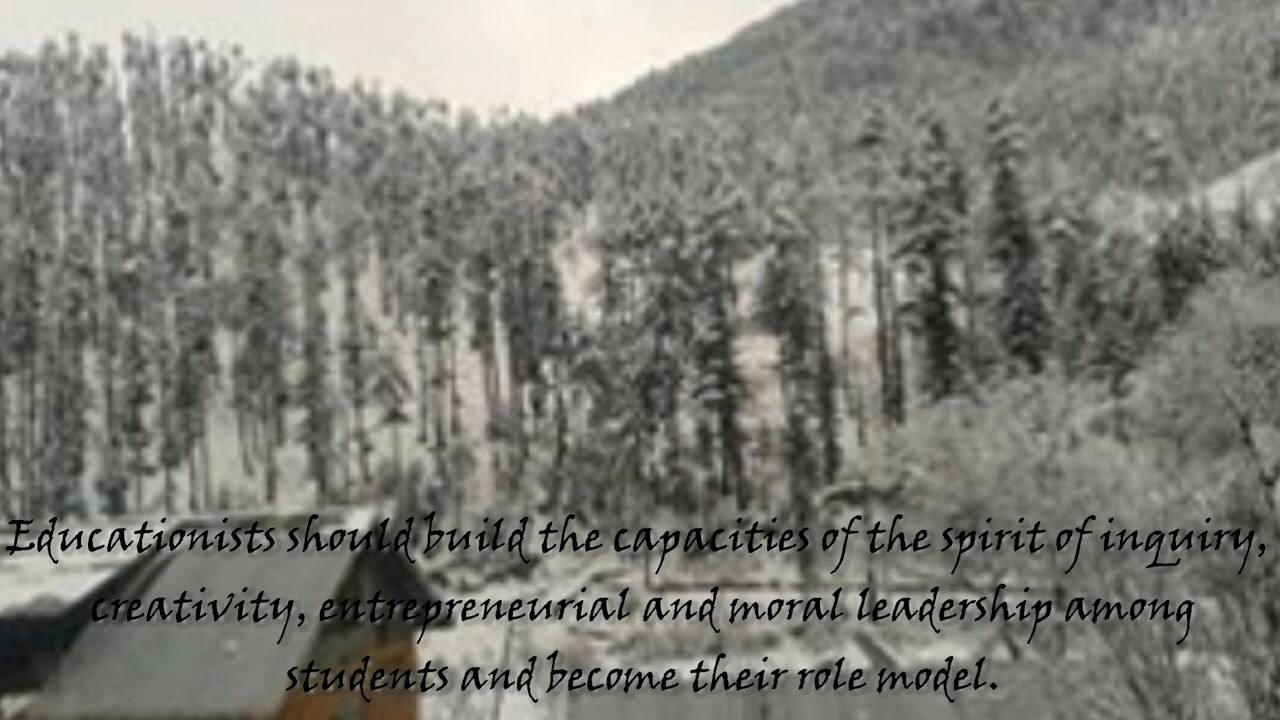 Educationists should build the capacities of the spirit of inquiry,
creativity, entrepreneurial and moral leadership among
students and become their role model.